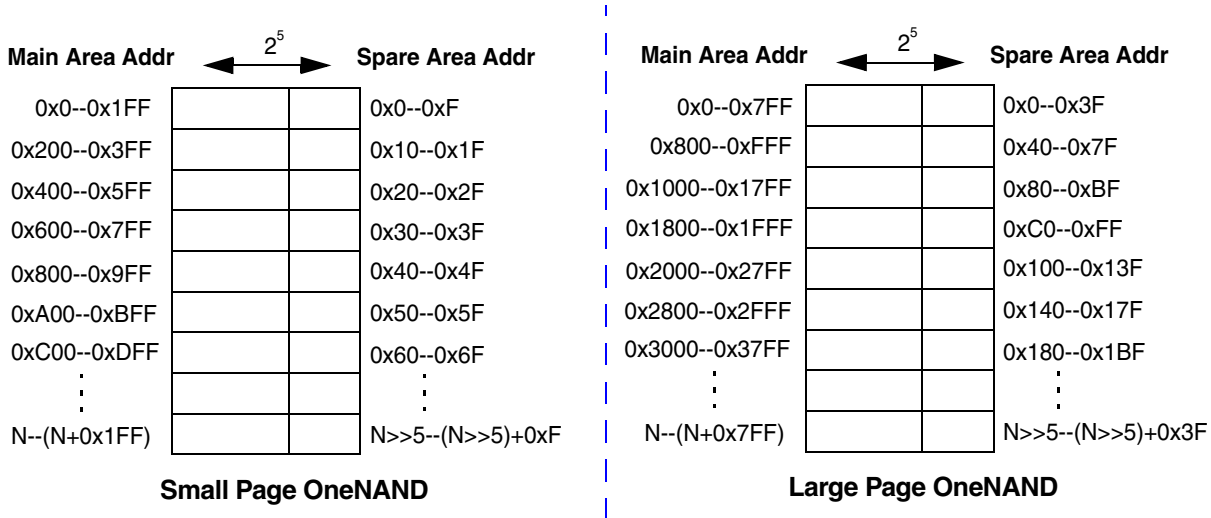 Main Area Addr 2^5 Spare Area Addr
0x0--0x1FF 0x0--0xF
0x200--0x3FF 0x10--0x1F
0x400--0x5FF 0x20--0x2F
0x600--0x7FF 0x30--0x3F
0x800--0x9FF 0x40--0x4F
0xA00--0xBFF 0x50--0x5F
0xC00--0xDFF 0x60--0x6F
N--(N+0x1FF) N>>5--(N>>5)+0xF
Small Page OneNAND
Main Area Addr 2^5 Spare Area Addr
0x0--0x7FF 0x0--0x3F
0x800--0xFFF 0x40--0x7F
0x1000--0x17FF 0x80--0xBF
0x1800--0x1FFF 0xC0--0xFF
0x2000--0x27FF 0x100--0x13F
0x2800--0x2FFF 0x140--0x17F
0x3000--0x37FF 0x180--0x1BF
N--(N+0x7FF) N>>5--(N>>5)+0x3F
Large Page OneNAND